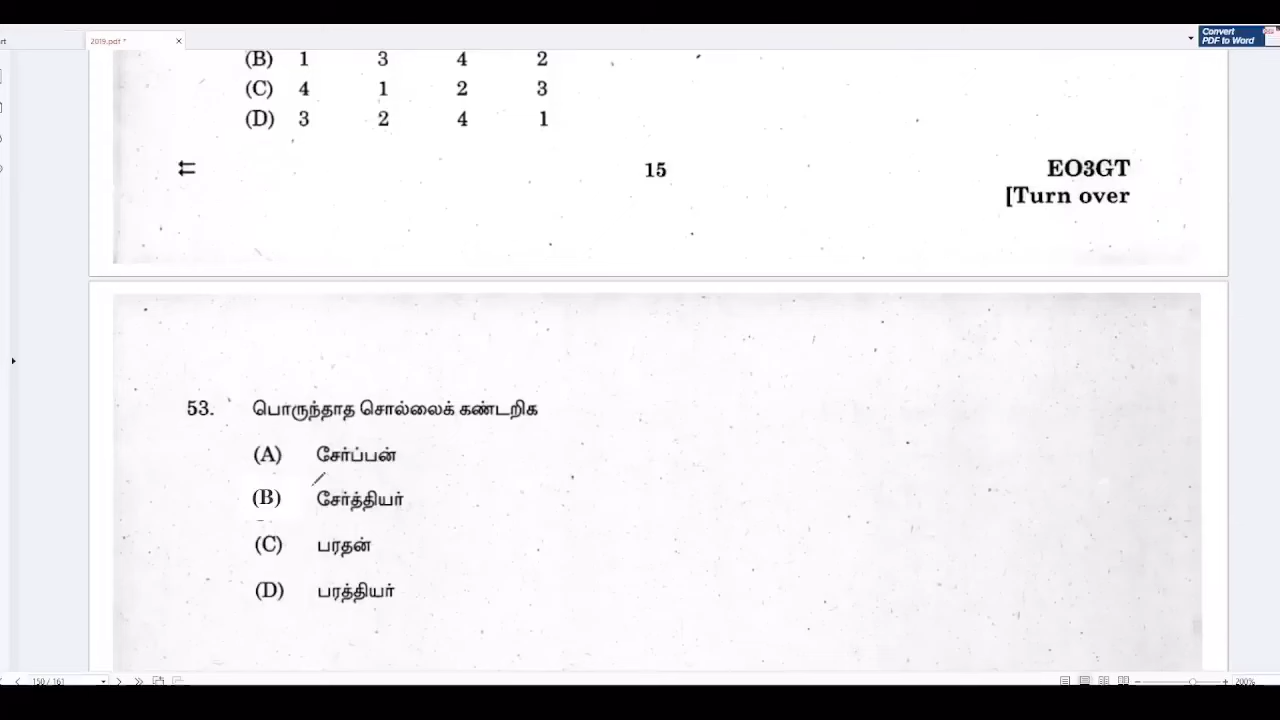 2019.pdf *
Convert
PDF to Word
(B) 1 3 4 2
(C) 4 1 2 3
(D) 3 2 4 1
15
EO3GT
[Turn over
53. பொருந்தாத சொல்லைக் கண்டறிக
(A) சேர்ப்பன்
(B) சேர்த்தியர்
(C) பரதன்
(D) பரத்தியர்
150 / 161
200%